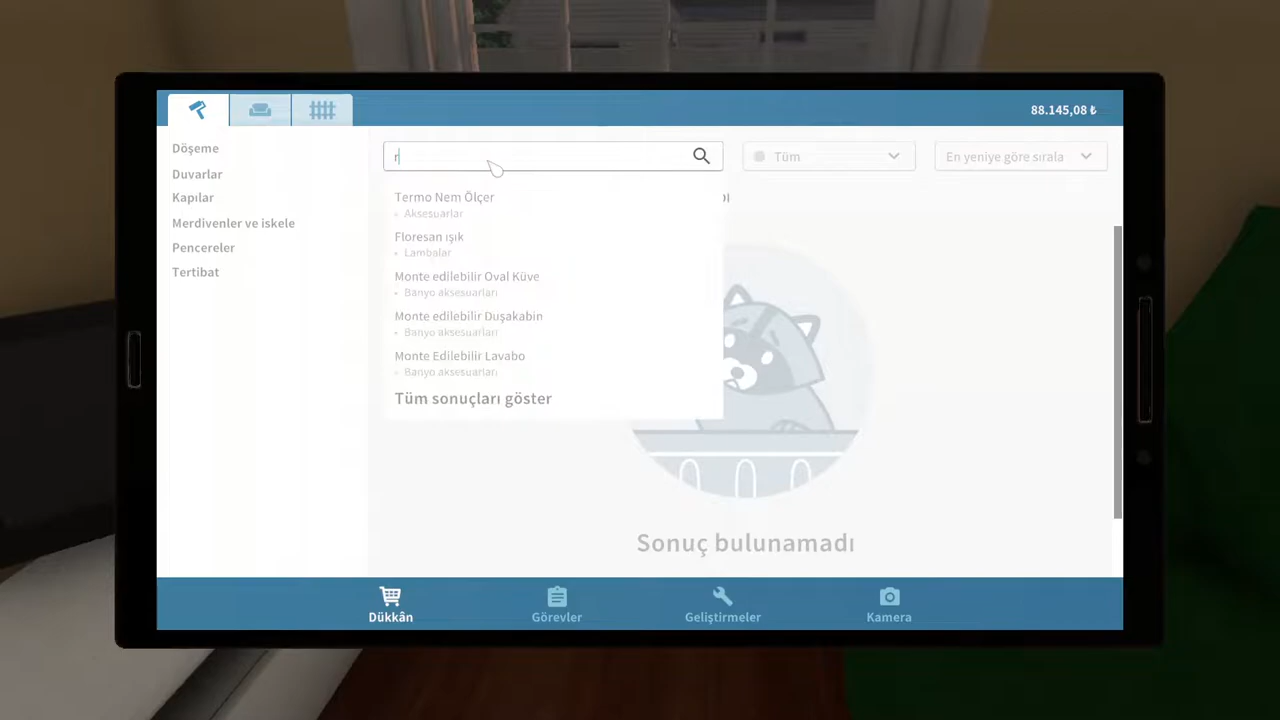 88.145,08 ₺
Döşeme
Duvarlar
Kapılar
Merdivenler ve iskele
Pencereler
Tertibat
r
Tüm
En yeniye göre sırala
Termo Nem Ölçer
Aksesuarlar
Floresan ışık
Lambalar
Monte edilebilir Oval Küve
Banyo aksesuarları
Monte edilebilir Duşakabin
Banyo aksesuarları
Monte Edilebilir Lavabo
Banyo aksesuarları
Tüm sonuçları göster
Sonuç bulunamadı
Dükkân
Görevler
Geliştirmeler
Kamera